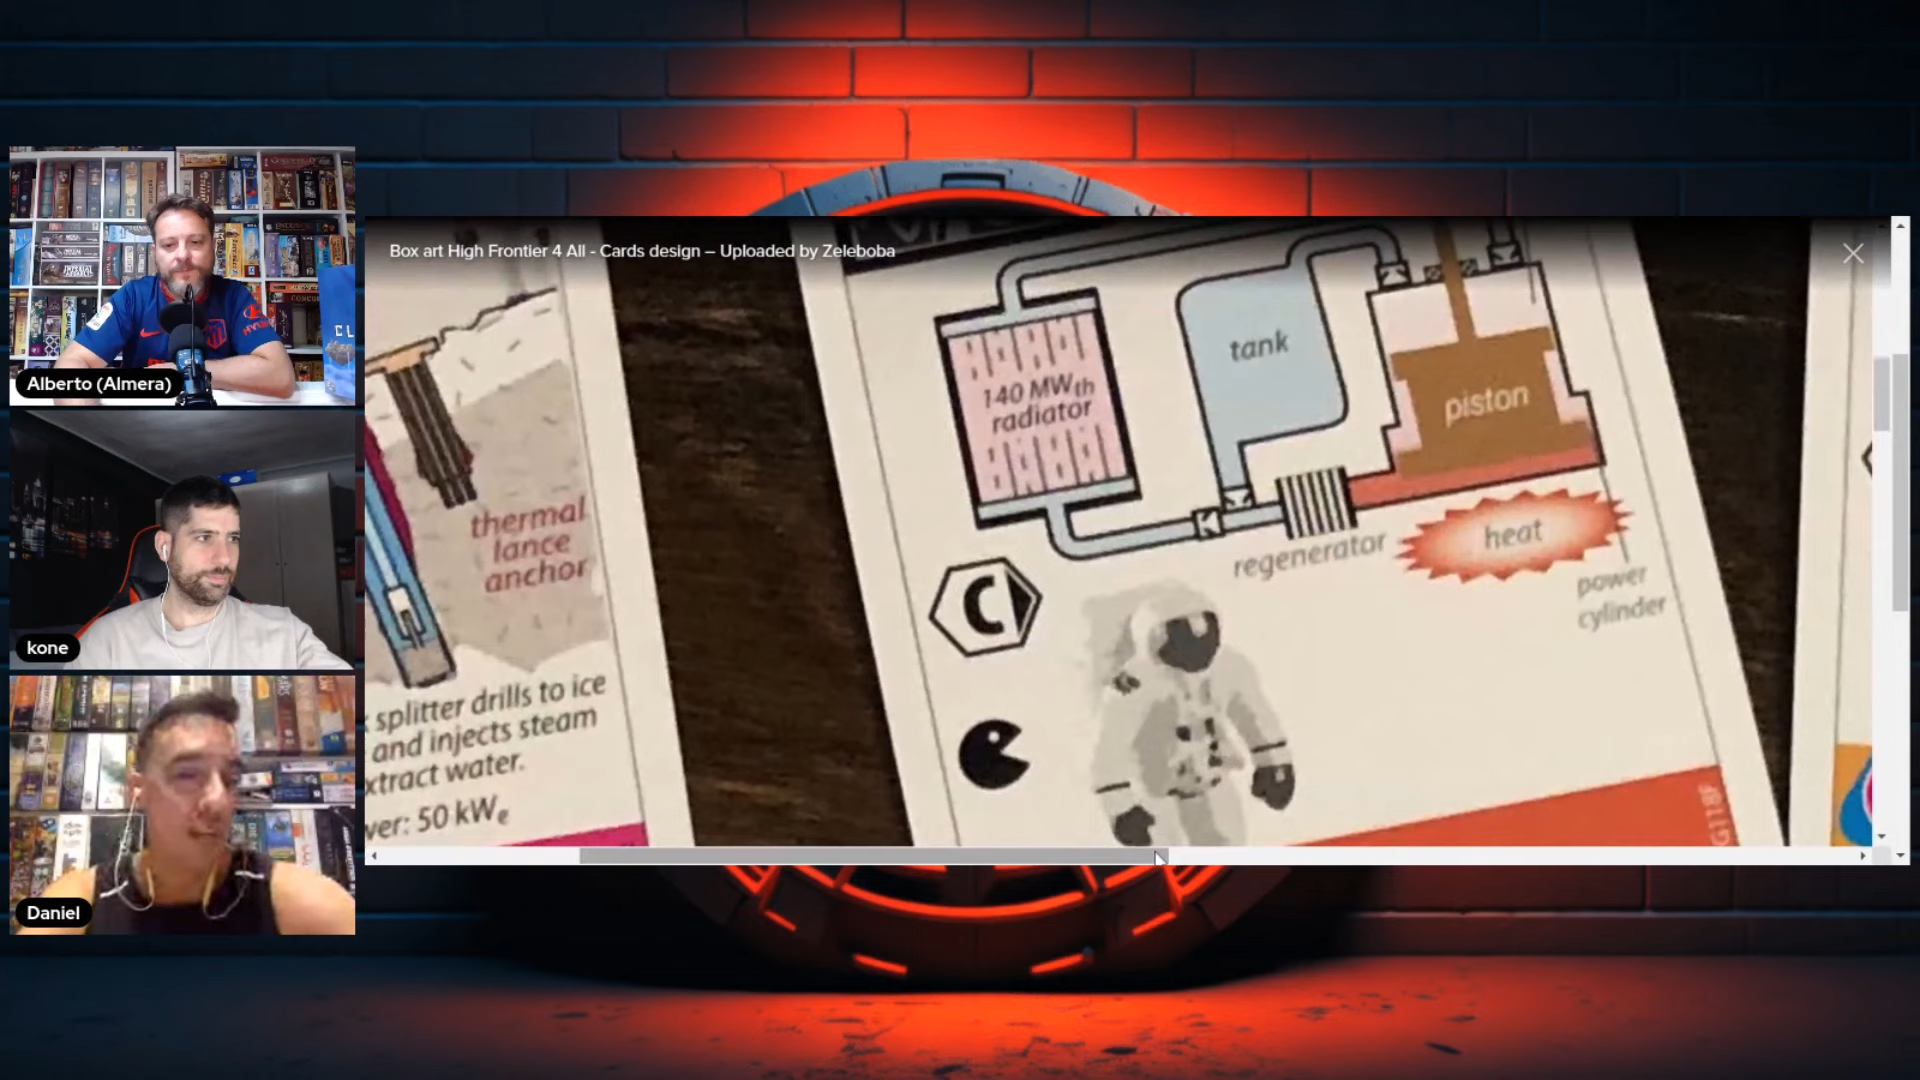 Box art High Frontier 4 All - Cards design – Uploaded by Zeleboba
Alberto (Almera)
kone
Daniel
thermal
lance
anchor
splitter drills to ice
and injects steam
xtract water.
ver: 50 kWe
140 MWth
radiator
tank
piston
regenerator
heat
power
cylinder
C
G118F
CL